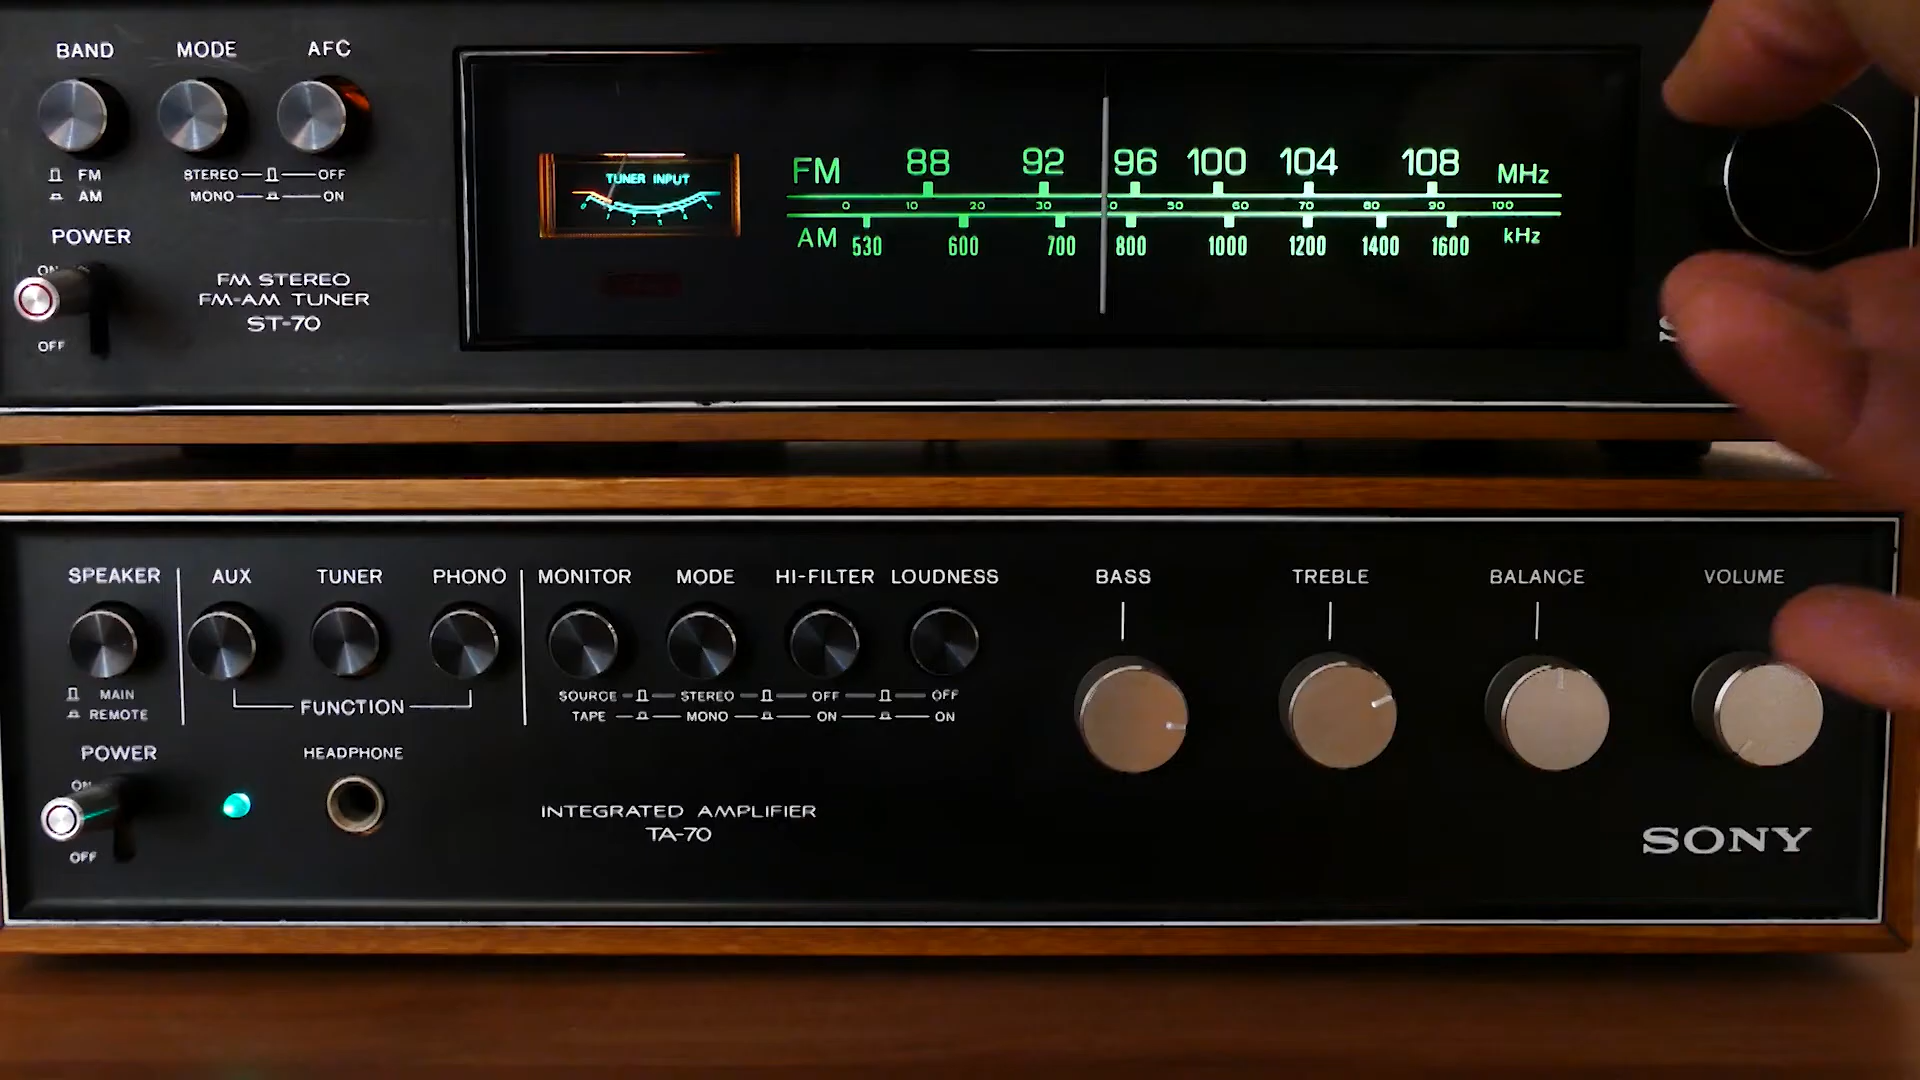 BAND MODE AFC
FM STEREO OFF
AM MONO ON
POWER
ON
OFF
FM STEREO
FM-AM TUNER
ST-70
TUNER INPUT
FM 88 92 96 100 104 108 MHz
0 10 20 30 50 60 70 80 90 100
AM 530 600 700 800 1000 1200 1400 1600 kHz
SPEAKER AUX TUNER PHONO MONITOR MODE HI-FILTER LOUDNESS BASS TREBLE BALANCE VOLUME
MAIN SOURCE STEREO OFF OFF
REMOTE FUNCTION TAPE MONO ON ON
POWER HEADPHONE
ON
OFF
INTEGRATED AMPLIFIER
TA-70
SONY